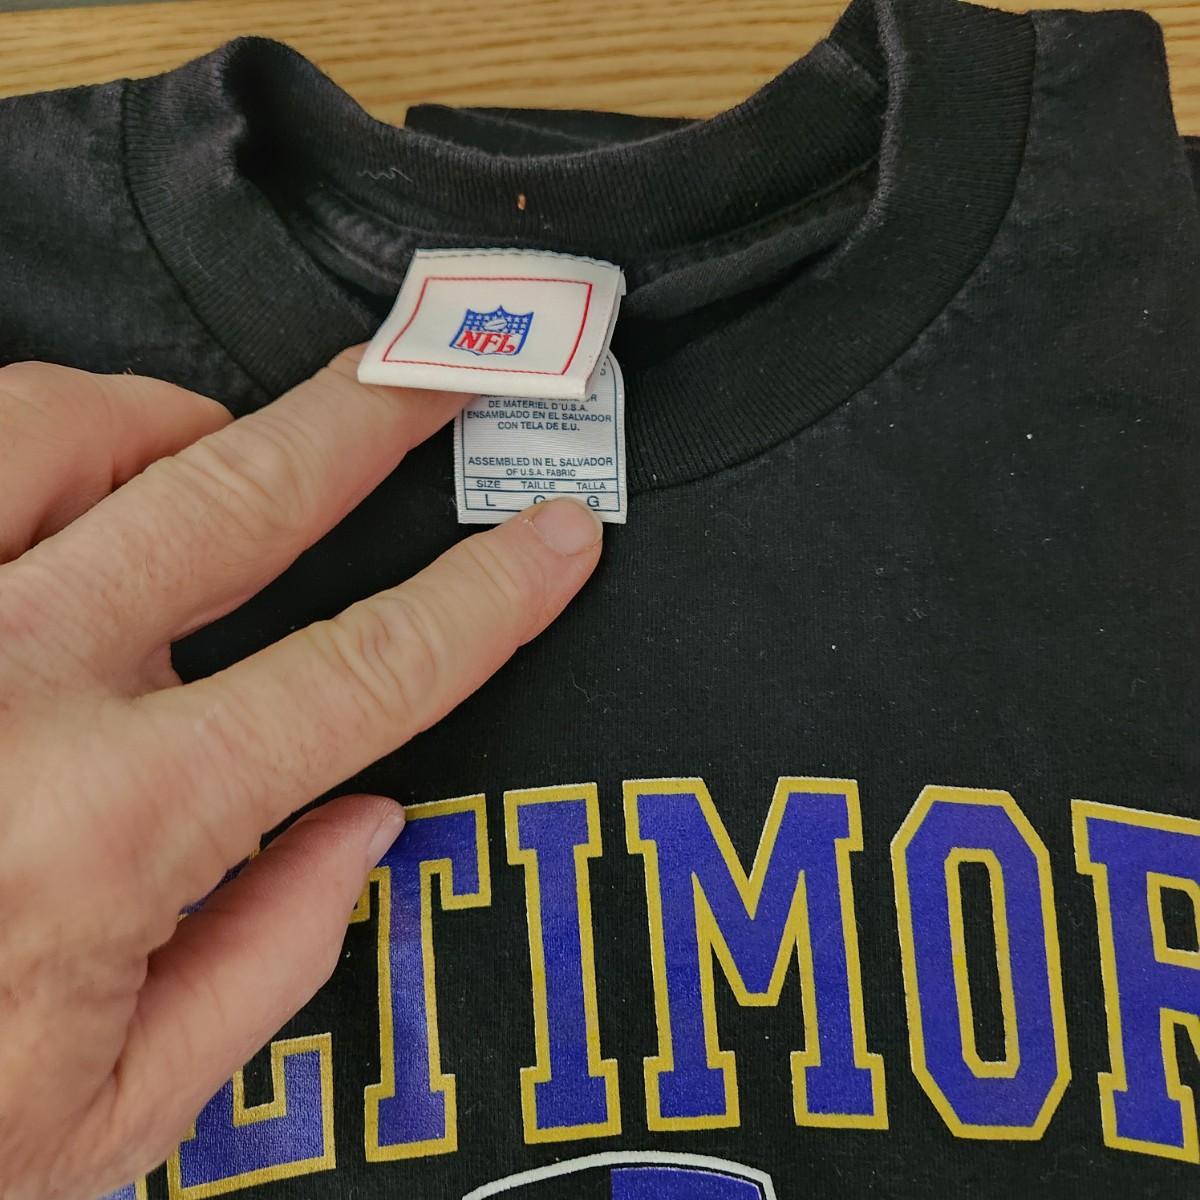 NFL
DE MATERIEL D'U.S.A.
ENSAMBLADO EN EL SALVADOR
CON TELA DE E.U.
ASSEMBLED IN EL SALVADOR
OF U.S.A. FABRIC
SIZE TAILLE TALLA
L G G
LTIMOR